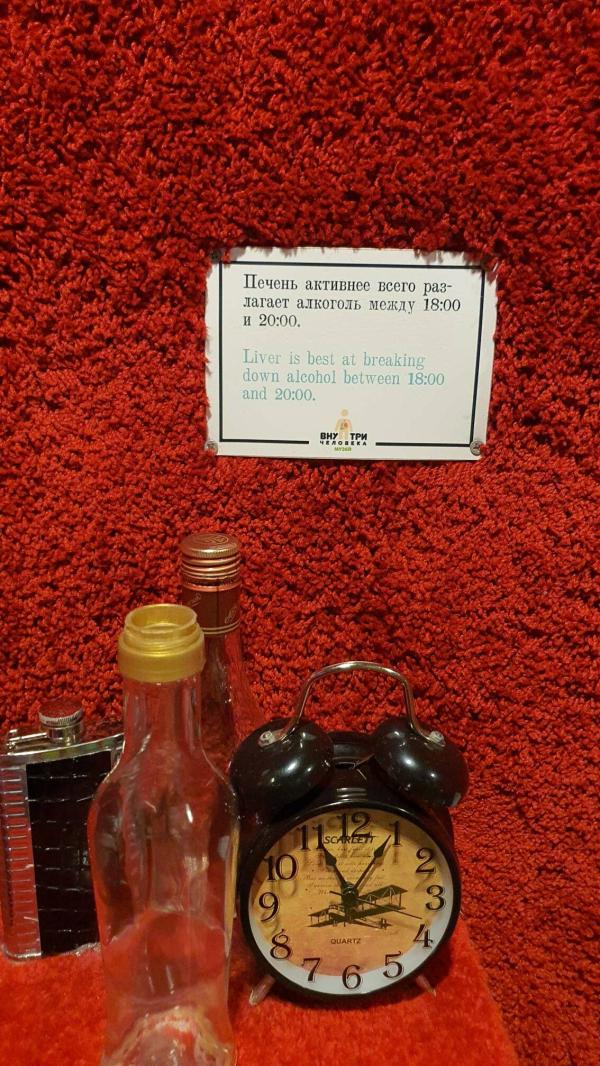 Печень активнее всего раз-
лагает алкоголь между 18:00
и 20:00.
Liver is best at breaking
down alcohol between 18:00
and 20:00.
ВНУТРИ
ЧЕЛОВЕКА
МУЗЕЙ
SCARLETT
12
11
1
10
2
9
3
8
4
7
5
6
QUARTZ